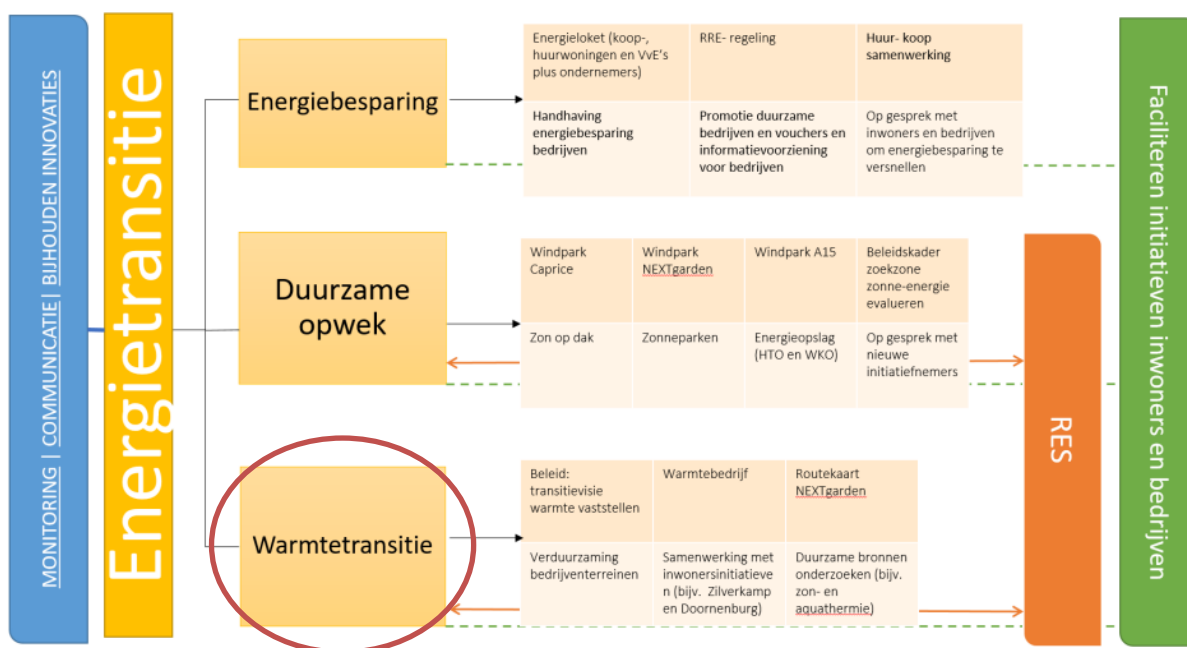 MONITORING | COMMUNICATIE| BIJHOUDEN INNOVATIES
Energietransitie
Energiebesparing
Energieloket (koop-,
huurwoningen en VvE's
plus ondernemers)
RRE- regeling
Huur- koop
samenwerking
Handhaving
energiebesparing
bedrijven
Promotie duurzame
bedrijven en vouchers en
informatievoorziening
voor bedrijven
Op gesprek met
inwoners en bedrijven
om energiebesparing te
versnellen
Duurzame
opwek
Windpark
Caprice
Windpark
NEXTgarden
Windpark A15
Beleidskader
zoekzone
zonne-energie
evalueren
Zon op dak
Zonneparken
Energieopslag
(HTO en WKO)
Op gesprek met
nieuwe
initiatiefnemers
Warmtetransitie
Beleid:
transitievisie
warmte vaststellen
Warmtebedrijf
Routekaart
NEXTgarden
Verduurzaming
bedrijventerreinen
Samenwerking met
inwonersinitiatieve
n (bijv. Zilverkamp
en Doornenburg)
Duurzame bronnen
onderzoeken (bijv.
zon- en
aquathermie)
RES
Faciliteren initiatieven inwoners en bedrijven